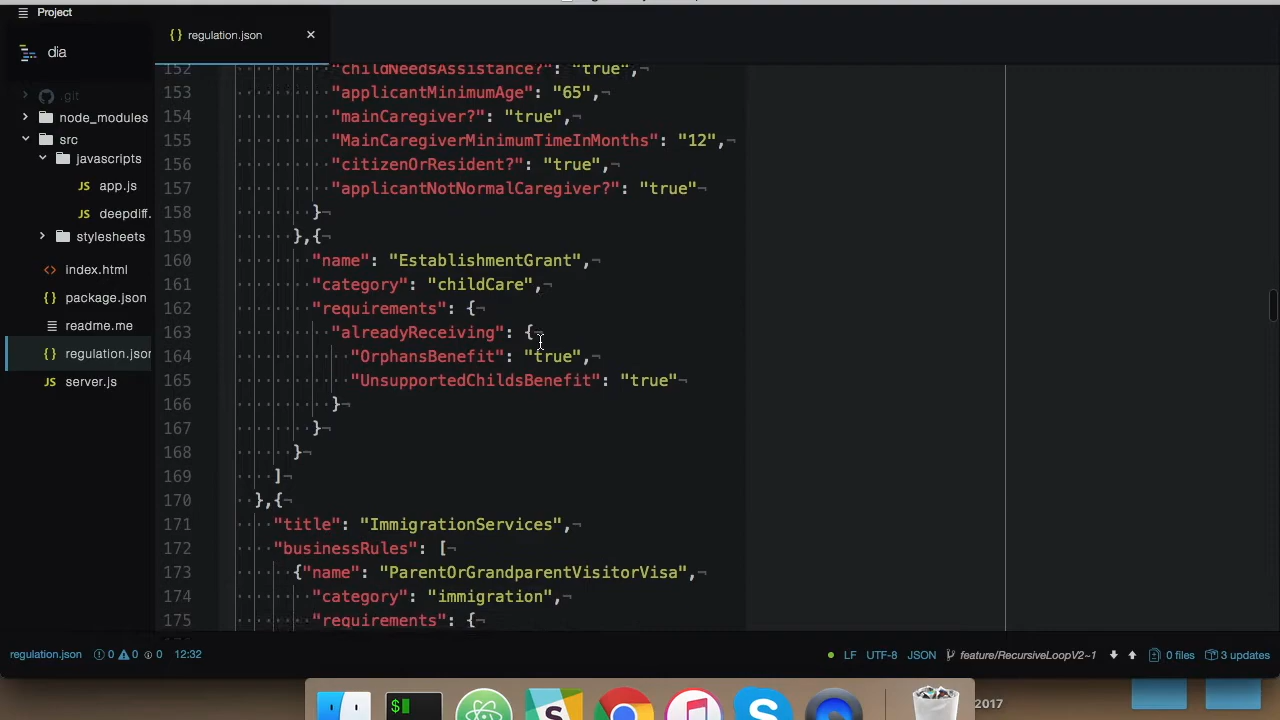 Project
regulation.json
dia
.git
node_modules
src
javascripts
JS app.js
JS deepdiff.
stylesheets
index.html
package.json
readme.me
regulation.json
JS server.js
152 "childNeedsAssistance?": "true",¬
153 "applicantMinimumAge": "65",¬
154 "mainCaregiver?": "true",¬
155 "MainCaregiverMinimumTimeInMonths": "12",¬
156 "citizenOrResident?": "true",¬
157 "applicantNotNormalCaregiver?": "true"¬
158 }¬
159 },{¬
160 "name": "EstablishmentGrant",¬
161 "category": "childCare",¬
162 "requirements": {¬
163 "alreadyReceiving": {¬
164 "OrphansBenefit": "true",¬
165 "UnsupportedChildsBenefit": "true"¬
166 }¬
167 }¬
168 }¬
169 ]¬
170 },{¬
171 "title": "ImmigrationServices",¬
172 "businessRules": [¬
173 {"name": "ParentOrGrandparentVisitorVisa",¬
174 "category": "immigration",¬
175 "requirements": {¬
regulation.json 0 0 0 12:32 LF UTF-8 JSON feature/RecursiveLoopV2~1 0 files 3 updates
2017